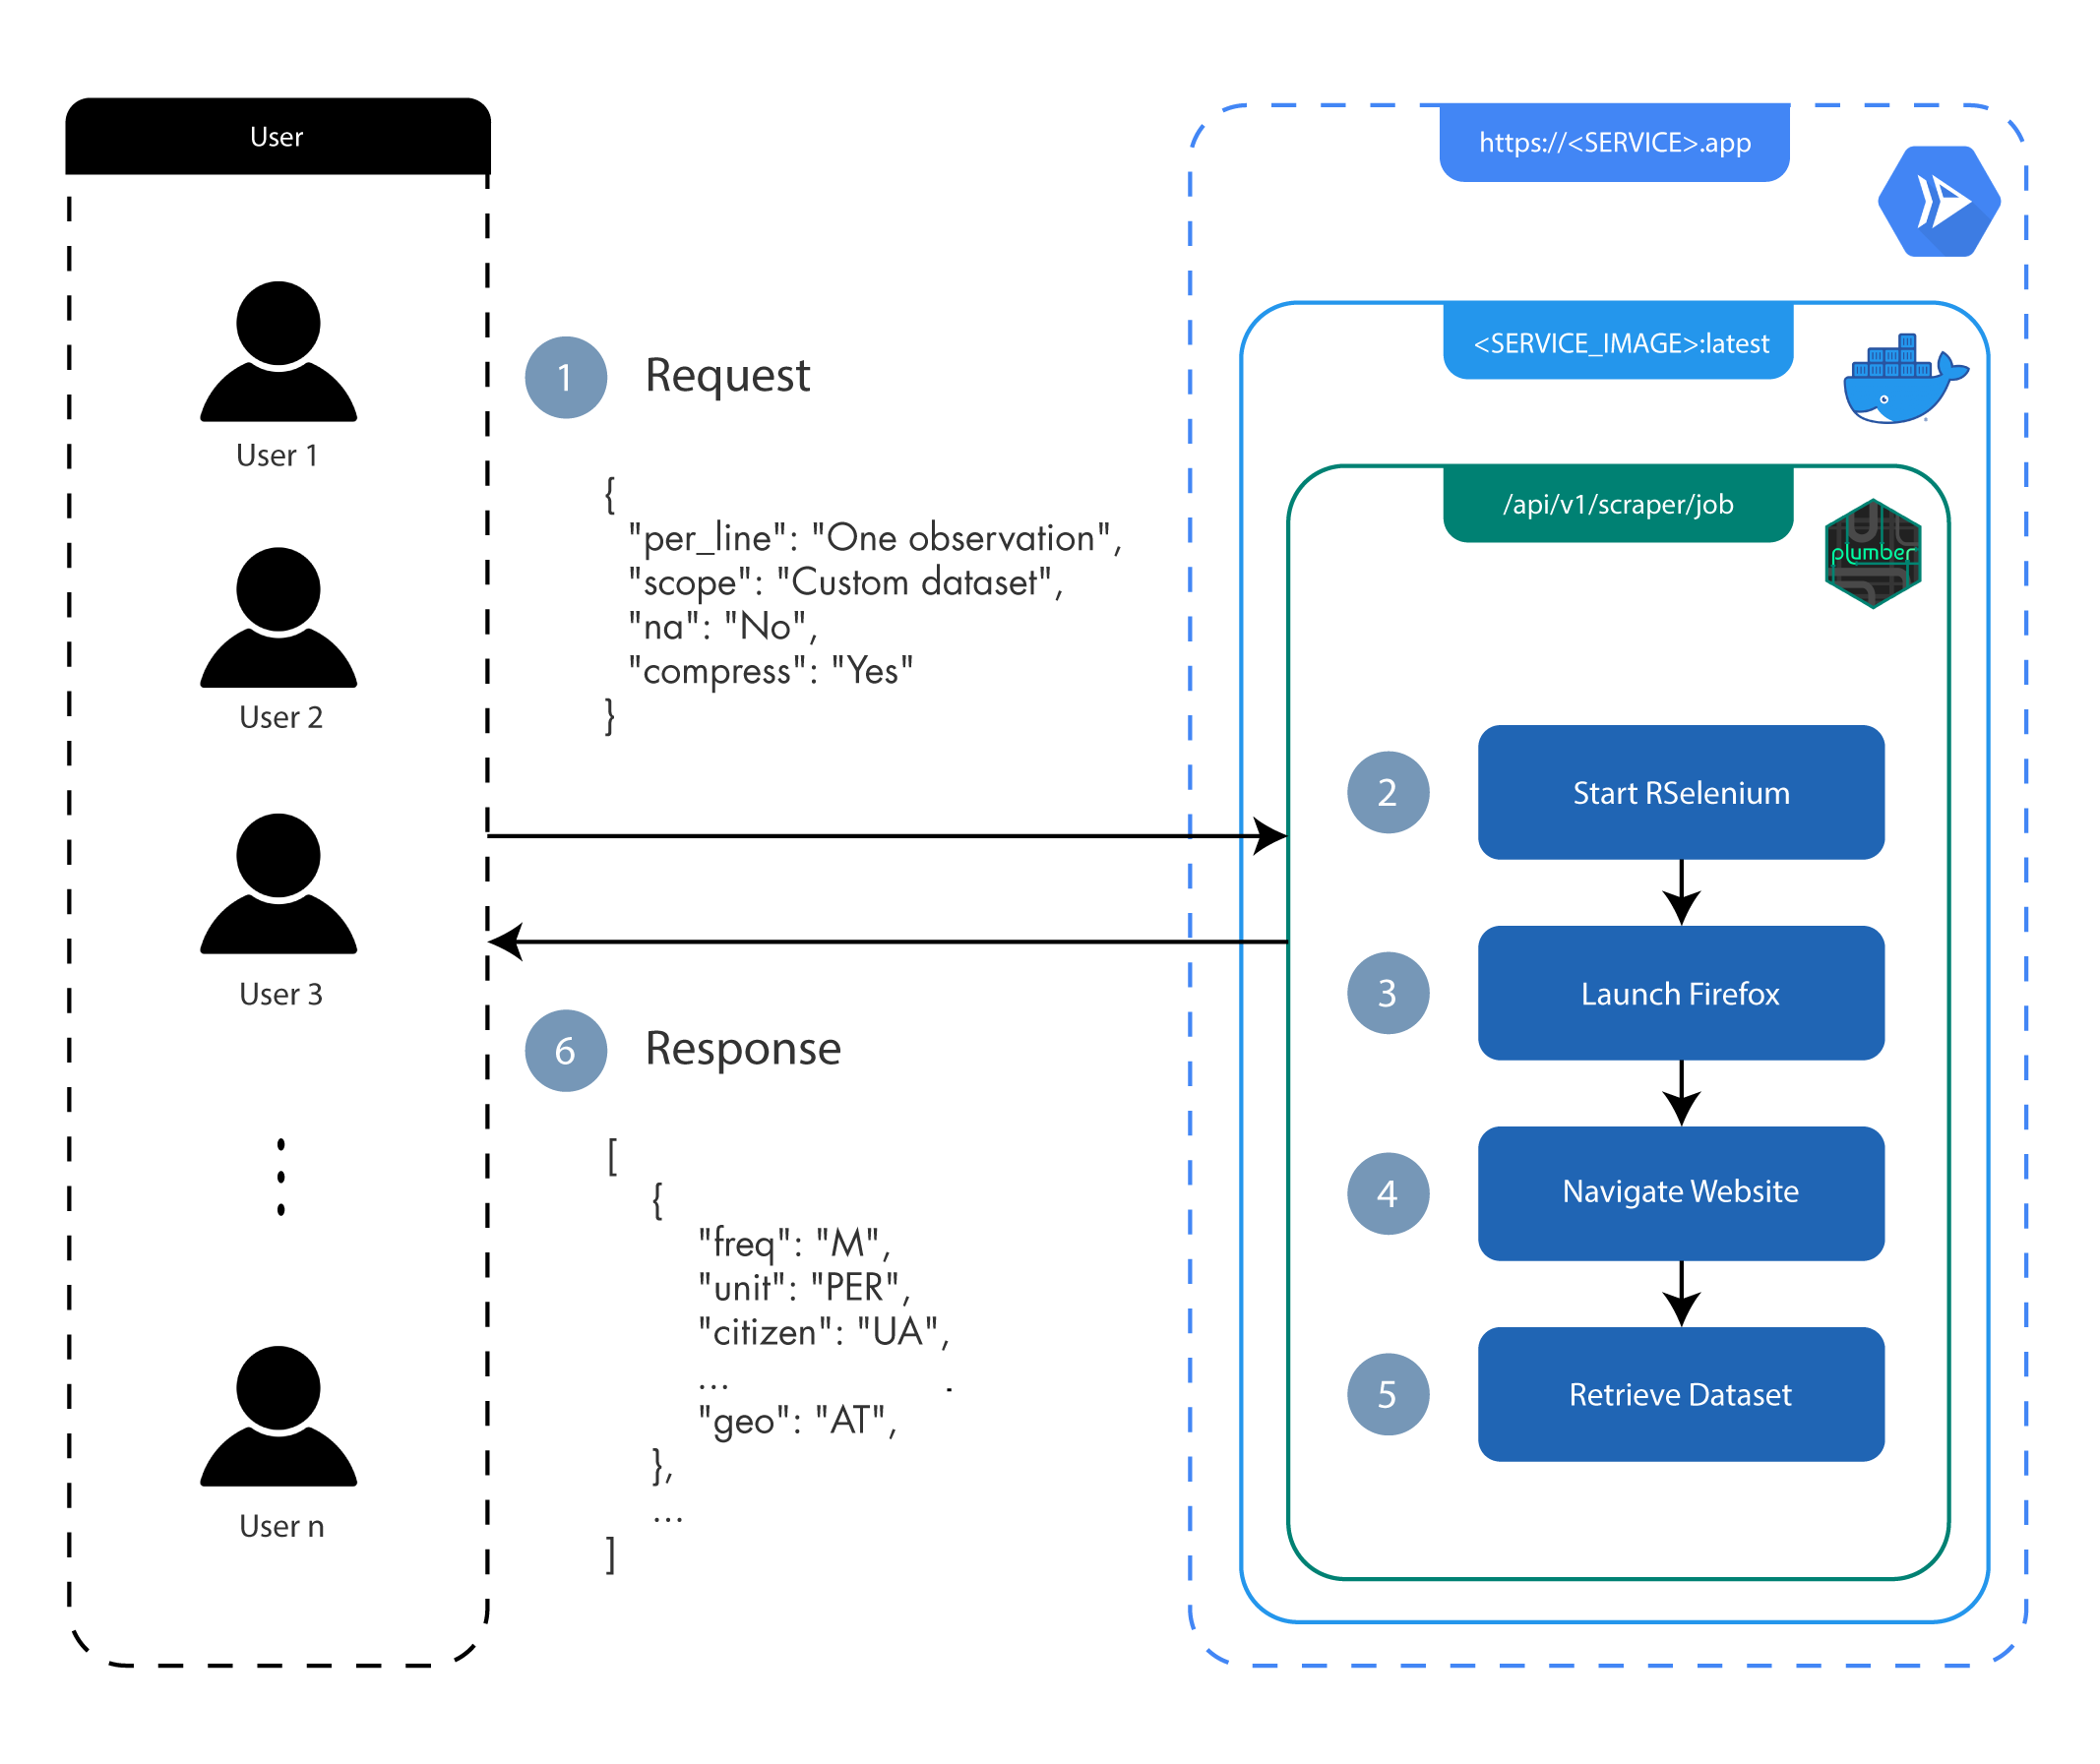 User
User 1
User 2
User 3
User n
1 Request
{
"per_line": "One observation",
"scope": "Custom dataset",
"na": "No",
"compress": "Yes"
}
6 Response
[
{
"freq": "M",
"unit": "PER",
"citizen": "UA",
...
"geo": "AT",
},
...
]
https://<SERVICE>.app
<SERVICE_IMAGE>:latest
/api/v1/scraper/job
plumber
2 Start RSelenium
3 Launch Firefox
4 Navigate Website
5 Retrieve Dataset